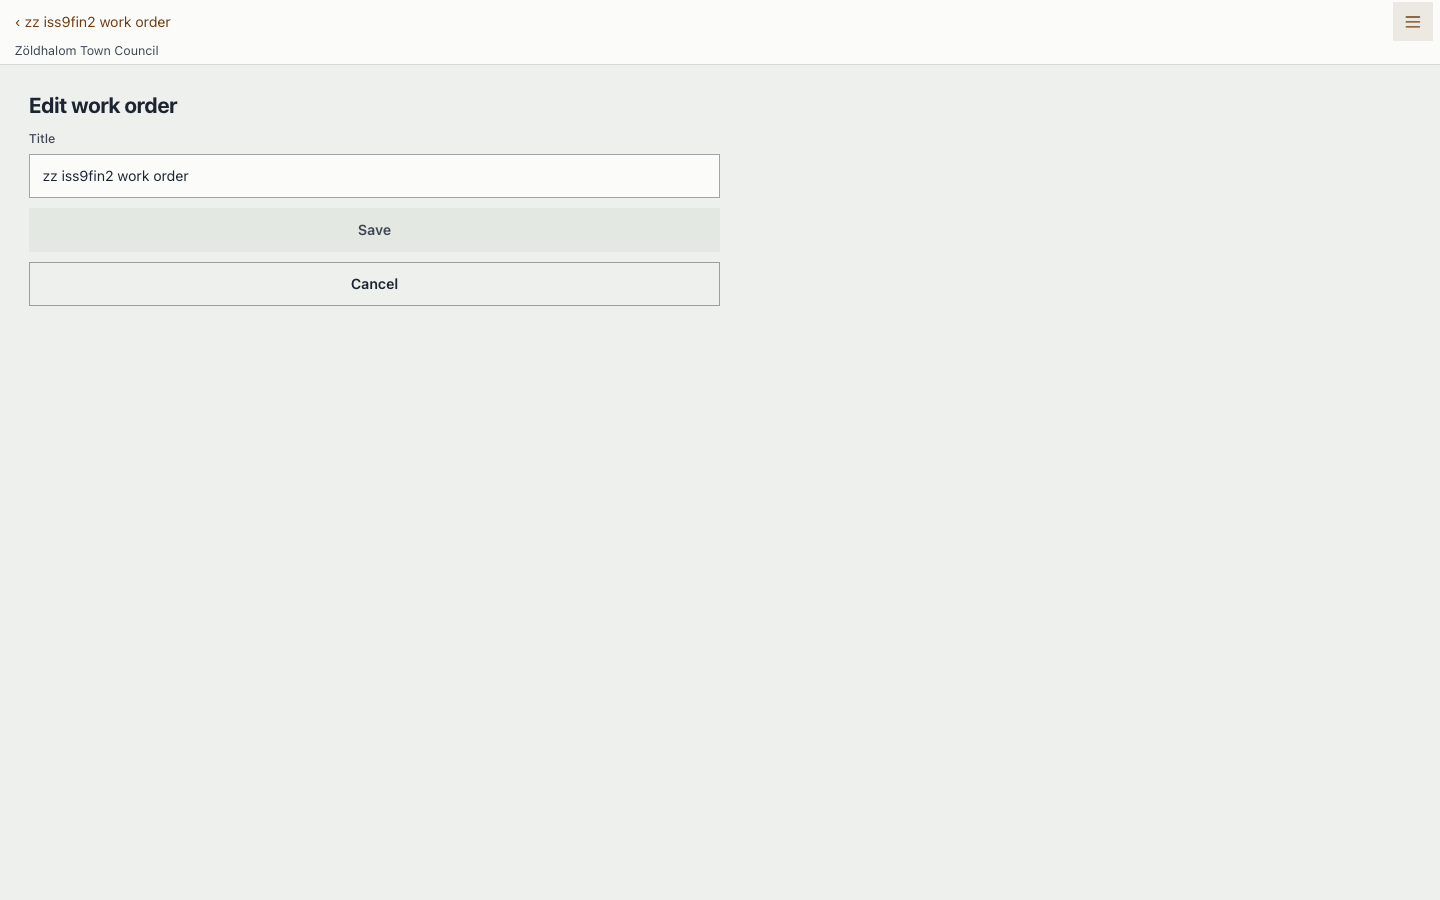 ‹ zz iss9fin2 work order
Zöldhalom Town Council
Edit work order
Title
zz iss9fin2 work order
Save
Cancel